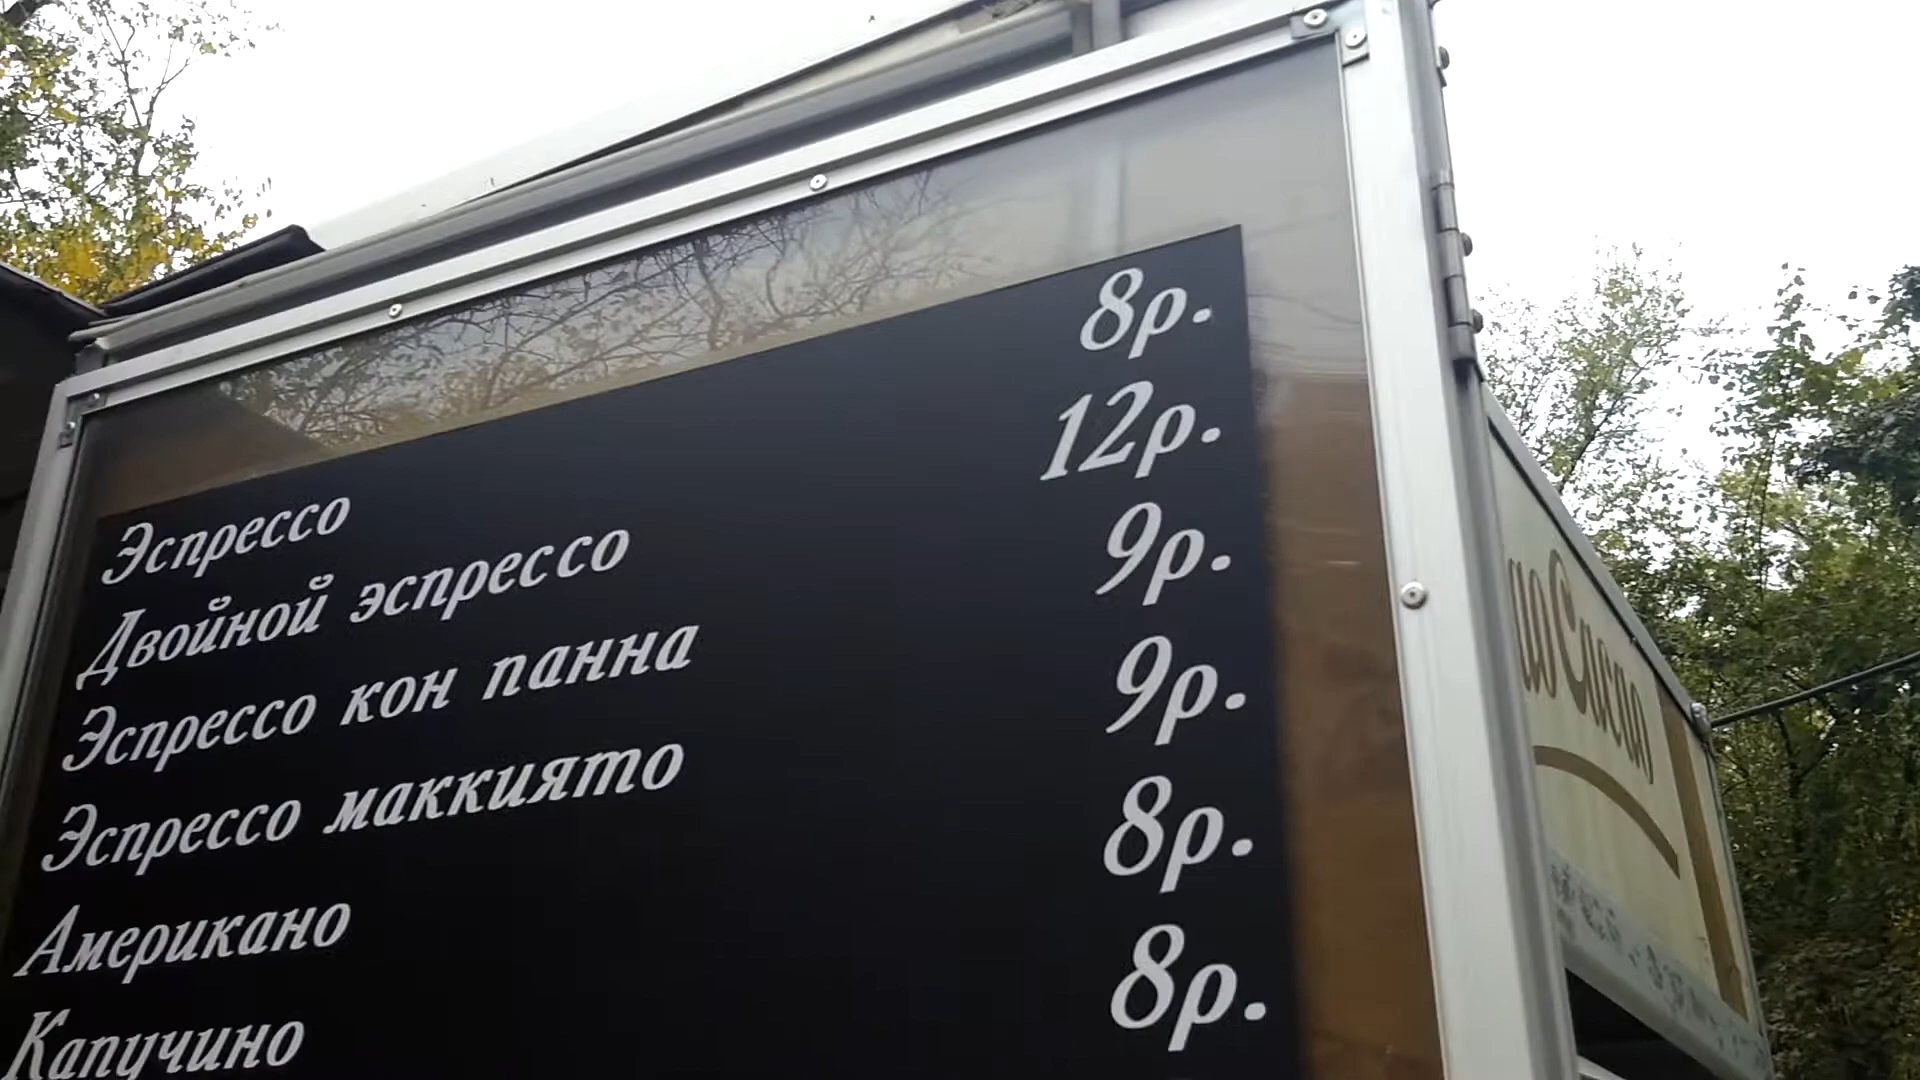 Эспрессо 8р.
Двойной эспрессо 12р.
Эспрессо кон панна 9р.
Эспрессо маккиято 9р.
Американо 8р.
Капучино 8р.